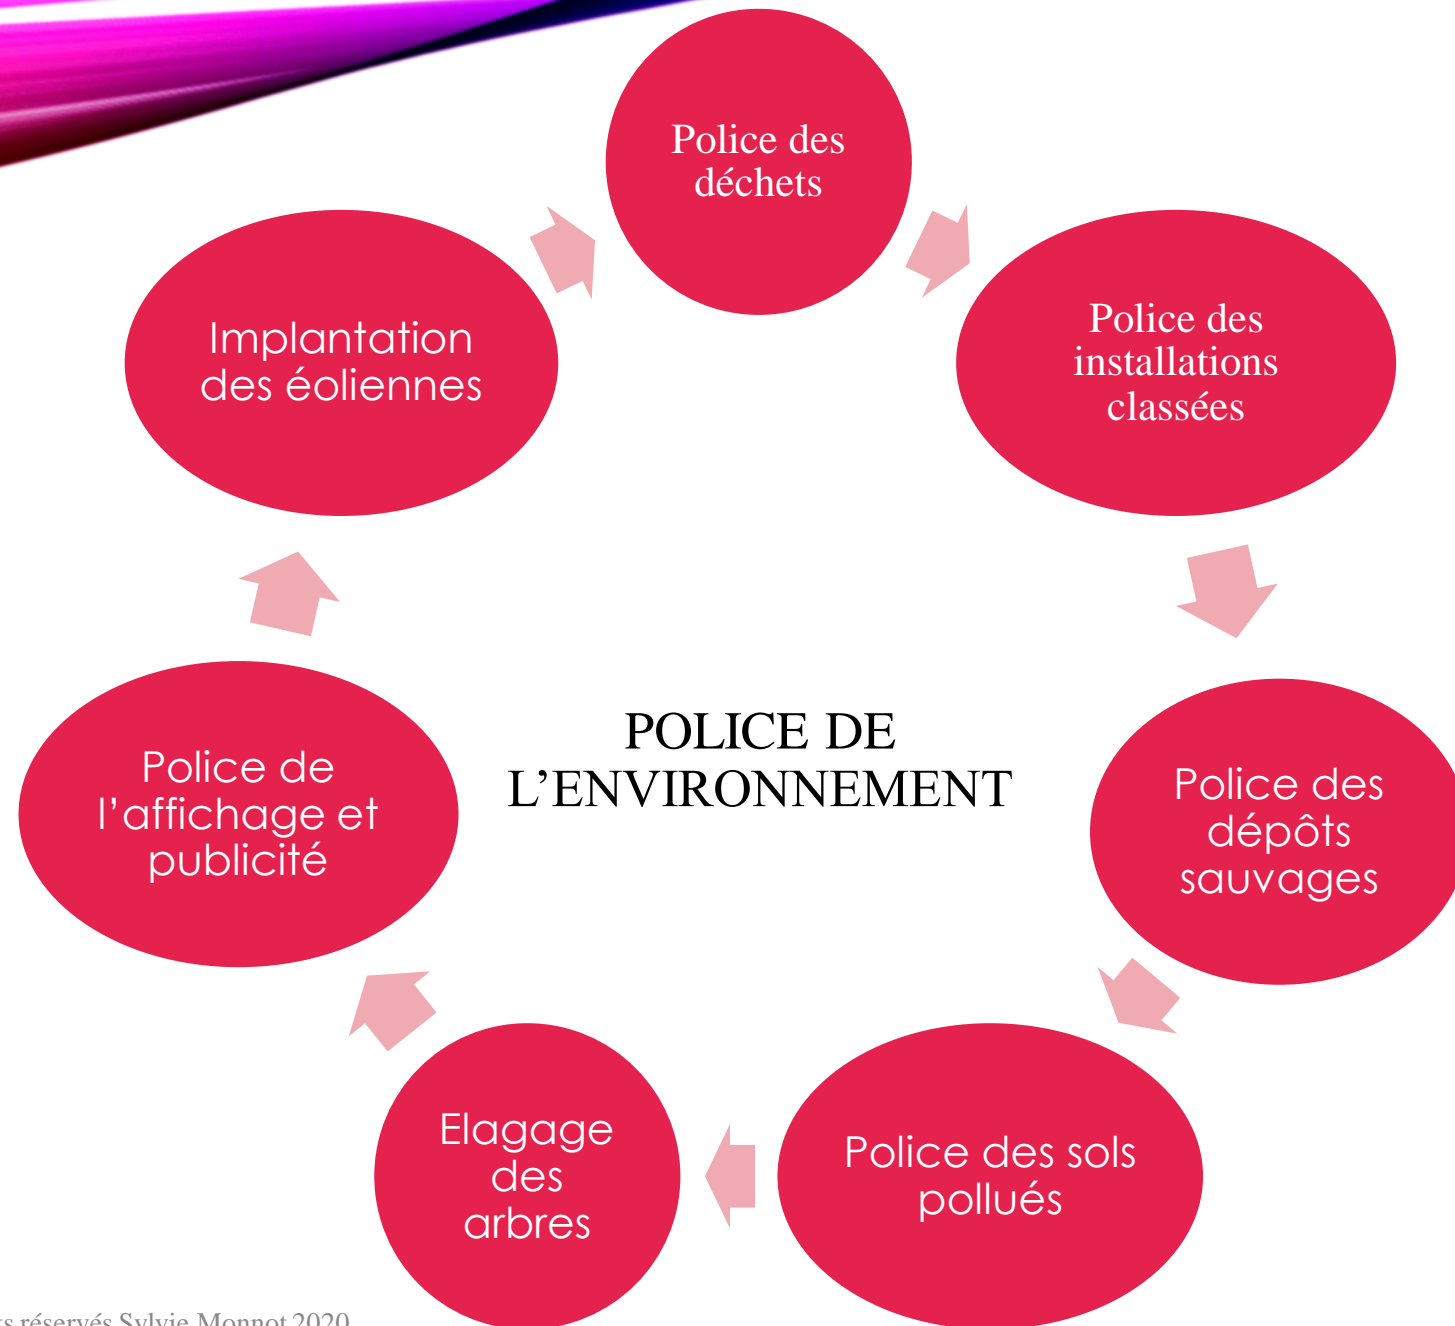 Police des
déchets
Police des
installations
classées
Police des
dépôts
sauvages
Police des sols
pollués
Elagage
des
arbres
Police de
l’affichage et
publicité
Implantation
des éoliennes
POLICE DE
L’ENVIRONNEMENT
réservés Sylvie Monnot 2020